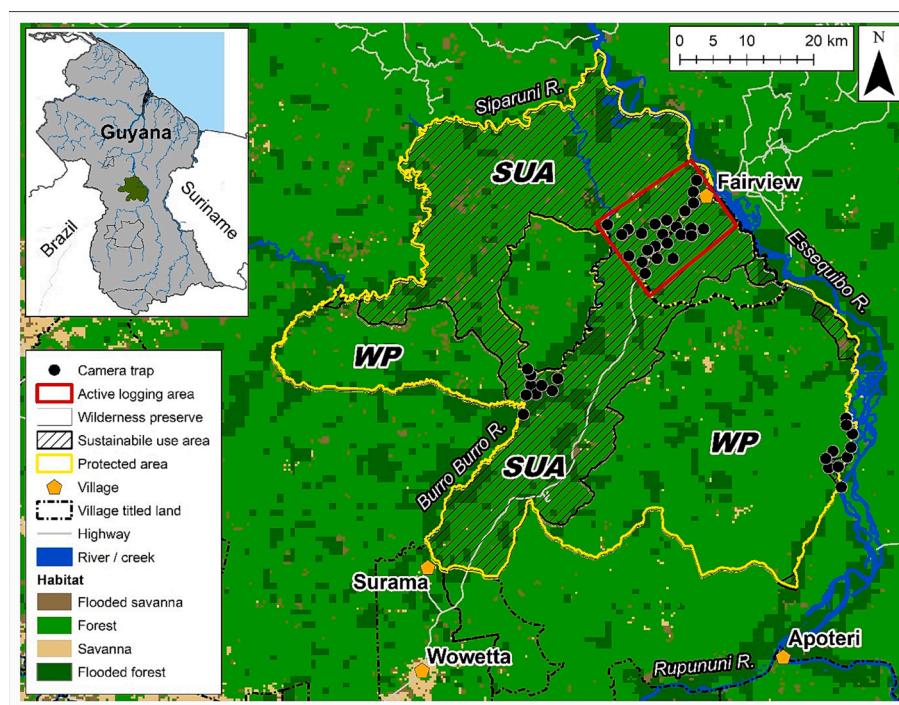 Guyana
Brazil
Suriname
0 5 10 20 km
N
Siparuni R.
SUA
Fairview
Essequibo R.
WP
WP
Burro Burro R.
SUA
Surama
Wowetta
Apoteri
Rupununi R.
Camera trap
Active logging area
Wilderness preserve
Sustainabile use area
Protected area
Village
Village titled land
Highway
River / creek
Habitat
Flooded savanna
Forest
Savanna
Flooded forest